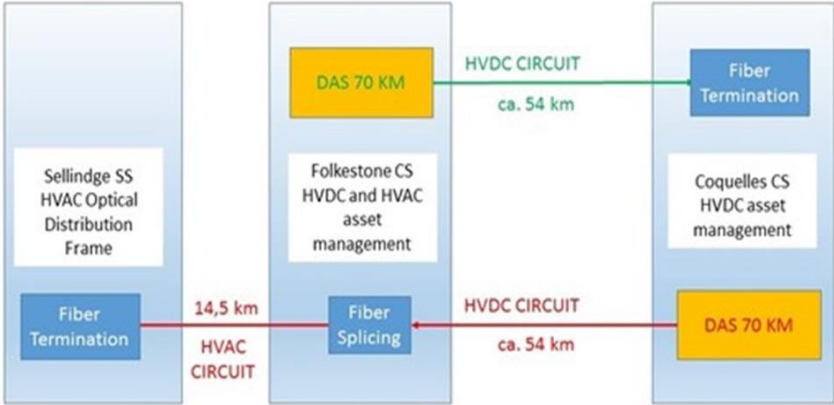 Sellindge SS
HVAC Optical
Distribution
Frame
Fiber
Termination
14,5 km
HVAC
CIRCUIT
DAS 70 KM
Folkestone CS
HVDC and HVAC
asset
management
Fiber
Splicing
HVDC CIRCUIT
ca. 54 km
HVDC CIRCUIT
ca. 54 km
Fiber
Termination
Coquelles CS
HVDC asset
management
DAS 70 KM